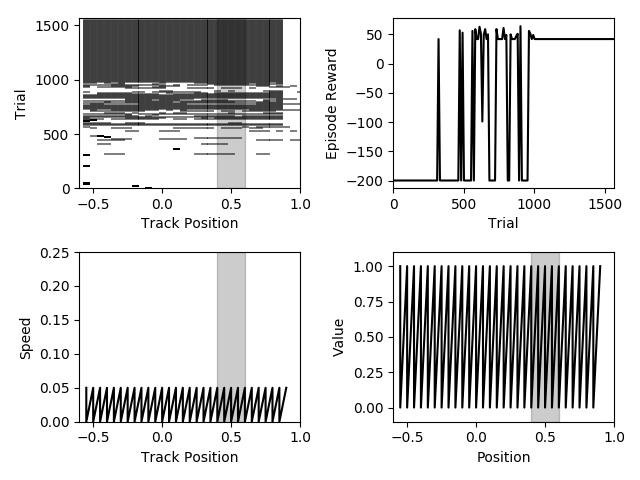 1500
1000
500
0
Trial
−0.5 0.0 0.5 1.0
Track Position
50
0
−50
−100
−150
−200
Episode Reward
0 500 1000 1500
Trial
0.25
0.20
0.15
0.10
0.05
0.00
Speed
−0.5 0.0 0.5 1.0
Track Position
1.00
0.75
0.50
0.25
0.00
Value
−0.5 0.0 0.5 1.0
Position